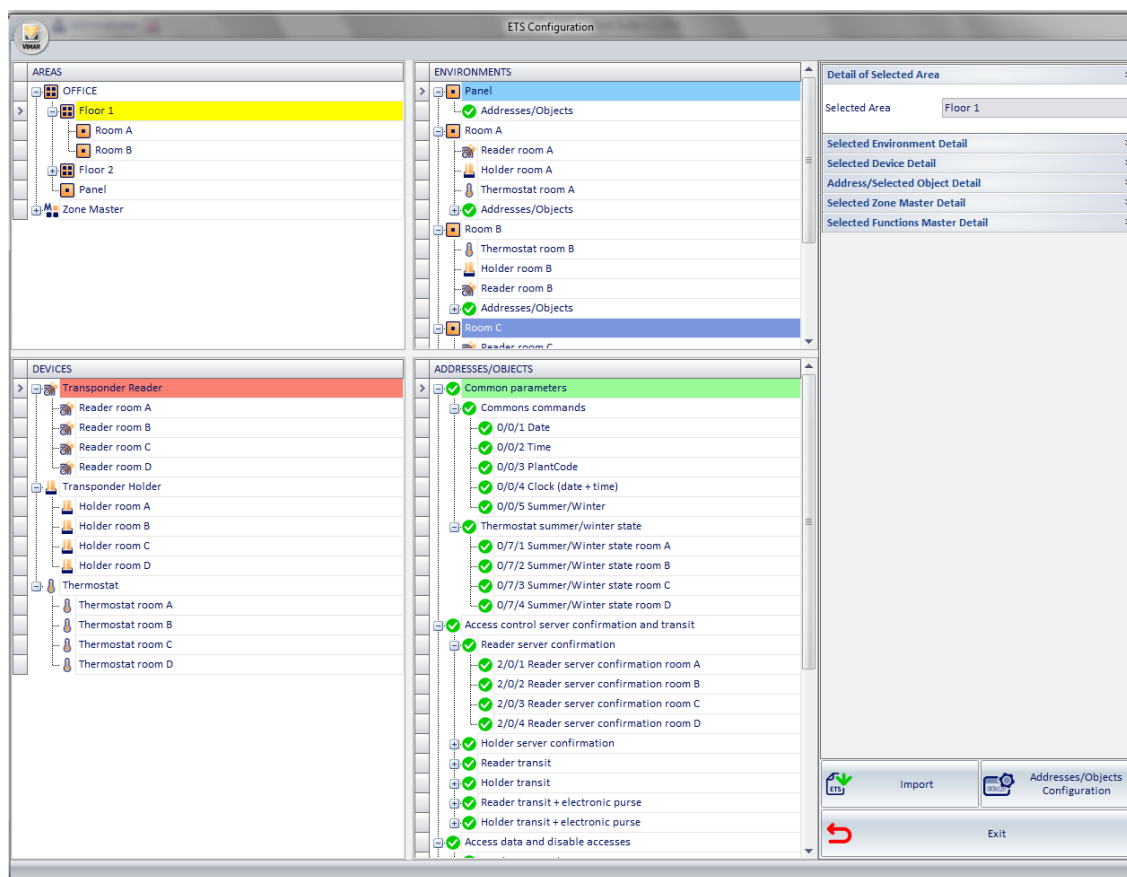 ETS Configuration
VIMAR
AREAS
OFFICE
Floor 1
Room A
Room B
Floor 2
Panel
Zone Master
ENVIRONMENTS
Panel
Addresses/Objects
Room A
Reader room A
Holder room A
Thermostat room A
Addresses/Objects
Room B
Thermostat room B
Holder room B
Reader room B
Addresses/Objects
Room C
Reader room C
Detail of Selected Area
Selected Area Floor 1
Selected Environment Detail
Selected Device Detail
Address/Selected Object Detail
Selected Zone Master Detail
Selected Functions Master Detail
DEVICES
Transponder Reader
Reader room A
Reader room B
Reader room C
Reader room D
Transponder Holder
Holder room A
Holder room B
Holder room C
Holder room D
Thermostat
Thermostat room A
Thermostat room B
Thermostat room C
Thermostat room D
ADDRESSES/OBJECTS
Common parameters
Commons commands
0/0/1 Date
0/0/2 Time
0/0/3 PlantCode
0/0/4 Clock (date + time)
0/0/5 Summer/Winter
Thermostat summer/winter state
0/7/1 Summer/Winter state room A
0/7/2 Summer/Winter state room B
0/7/3 Summer/Winter state room C
0/7/4 Summer/Winter state room D
Access control server confirmation and transit
Reader server confirmation
2/0/1 Reader server confirmation room A
2/0/2 Reader server confirmation room B
2/0/3 Reader server confirmation room C
2/0/4 Reader server confirmation room D
Holder server confirmation
Reader transit
Holder transit
Reader transit + electronic purse
Holder transit + electronic purse
Access data and disable accesses
ETS
Import
Addresses/Objects
Configuration
Exit